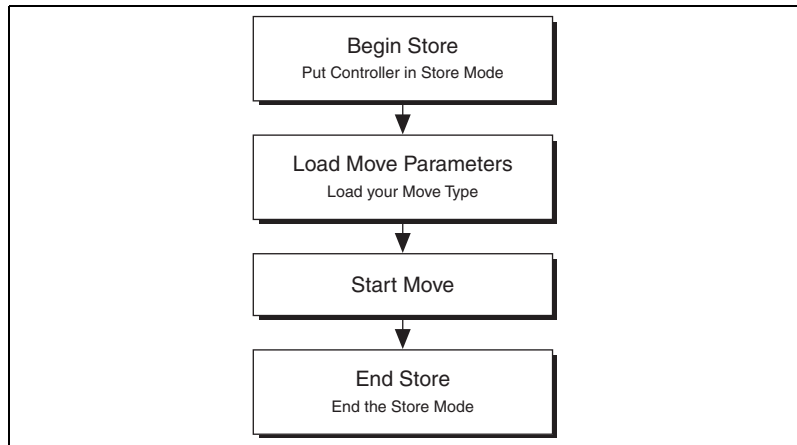 Begin Store
Put Controller in Store Mode
Load Move Parameters
Load your Move Type
Start Move
End Store
End the Store Mode